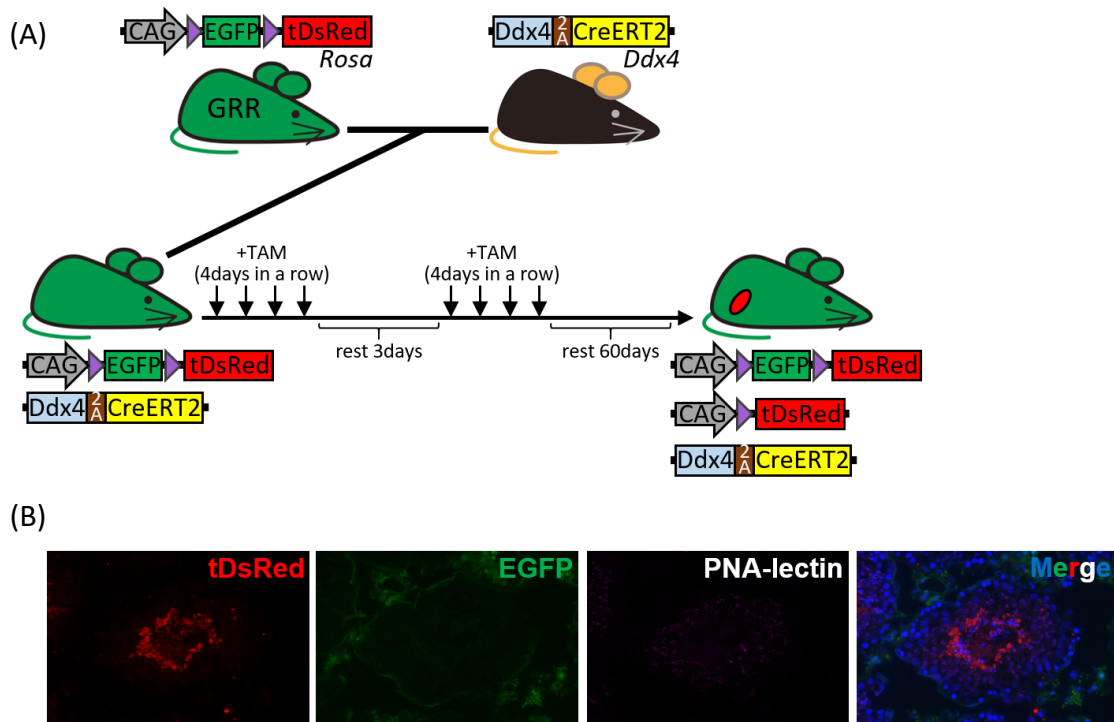 (A)
CAG EGFP tDsRed
Rosa
Ddx4 2A CreERT2
Ddx4
GRR
+TAM
(4days in a row)
+TAM
(4days in a row)
rest 3days
rest 60days
CAG EGFP tDsRed
Ddx4 2A CreERT2
CAG EGFP tDsRed
CAG tDsRed
Ddx4 2A CreERT2
(B)
tDsRed
EGFP
PNA-lectin
Merge